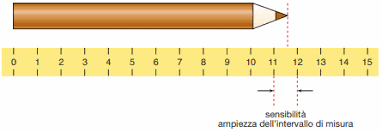 0 1 2 3 4 5 6 7 8 9 10 11 12 13 14 15
sensibilità
ampiezza dell'intervallo di misura